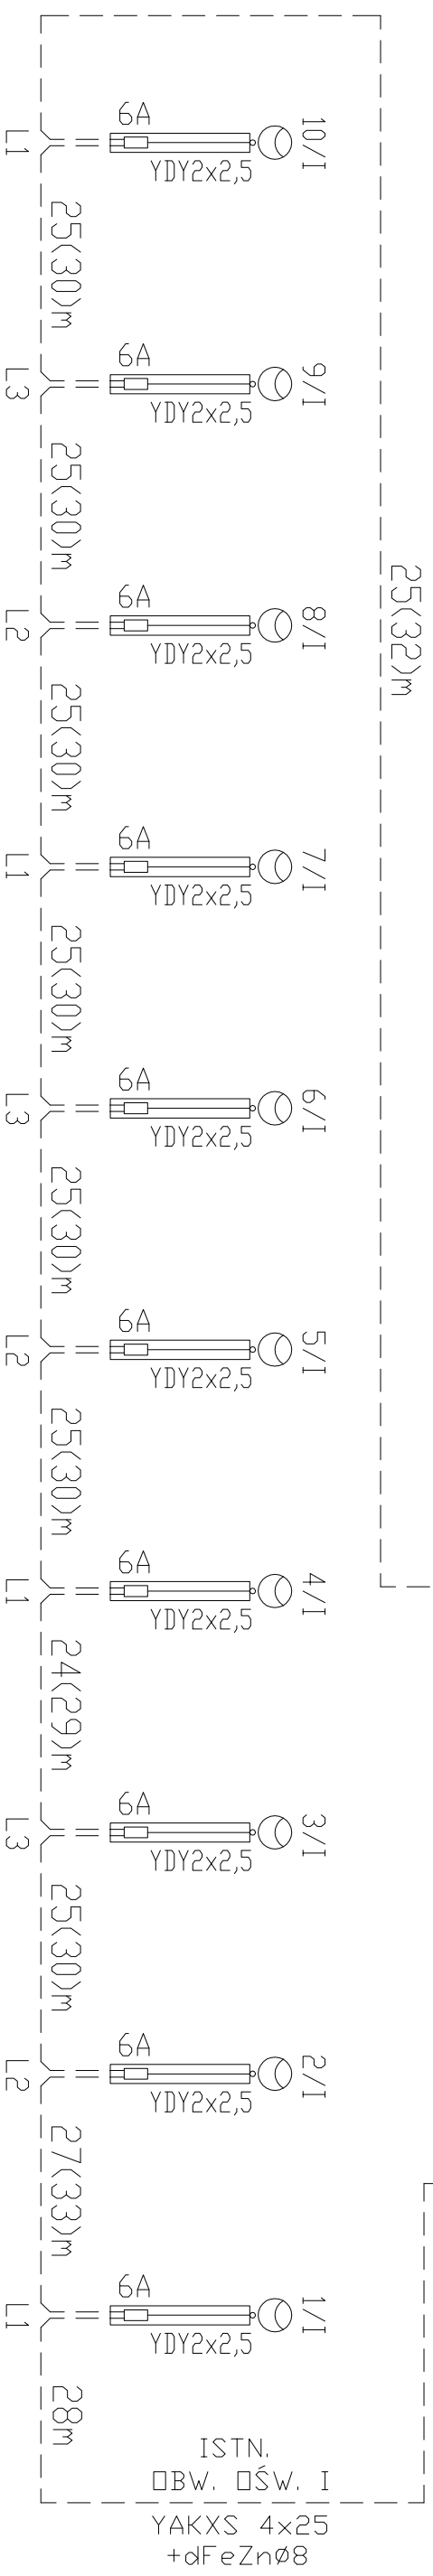 10/I
6A
YDY2x2,5
L1
25(30)m
9/I
6A
YDY2x2,5
L3
25(30)m
25(32)m
8/I
6A
YDY2x2,5
L2
25(30)m
7/I
6A
YDY2x2,5
L1
25(30)m
6/I
6A
YDY2x2,5
L3
25(30)m
5/I
6A
YDY2x2,5
L2
25(30)m
4/I
6A
YDY2x2,5
L1
24(29)m
3/I
6A
YDY2x2,5
L3
25(30)m
2/I
6A
YDY2x2,5
L2
27(33)m
1/I
6A
YDY2x2,5
L1
28m
ISTN.
OBW. OŚW. I
YAKXS 4x25
+dFeZnø8